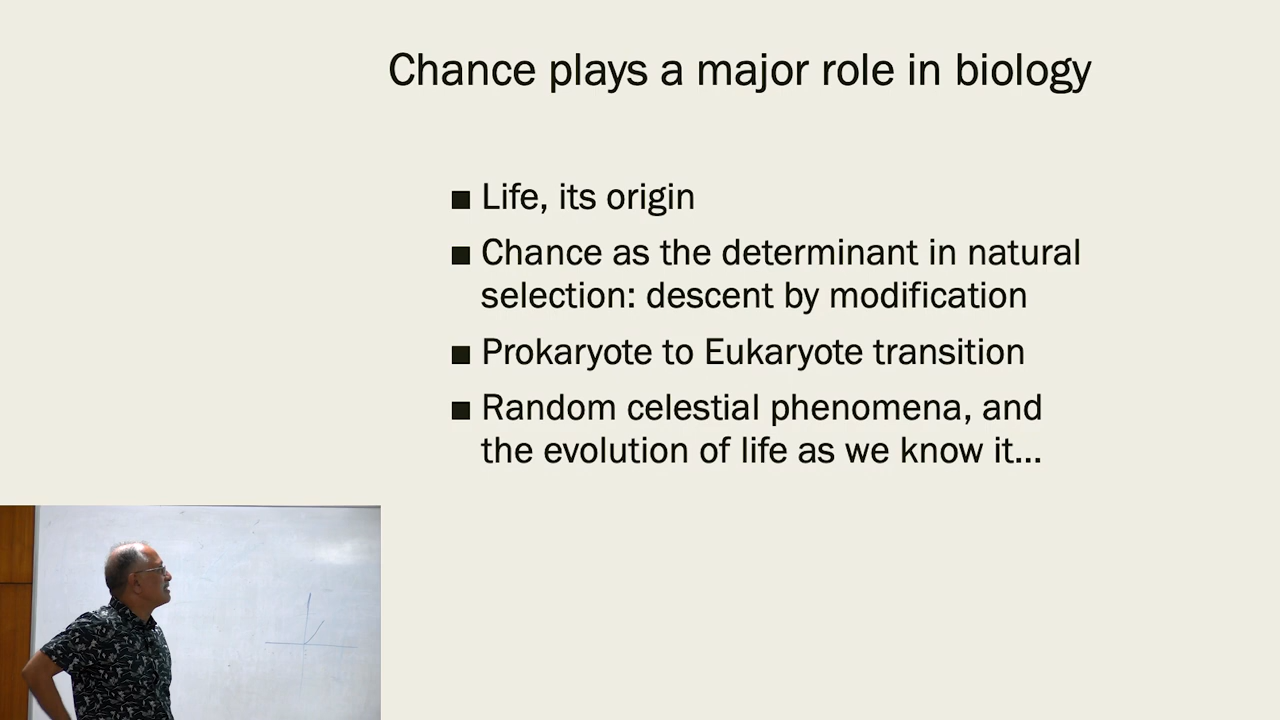 Chance plays a major role in biology
■ Life, its origin
■ Chance as the determinant in natural
selection: descent by modification
■ Prokaryote to Eukaryote transition
■ Random celestial phenomena, and
the evolution of life as we know it...